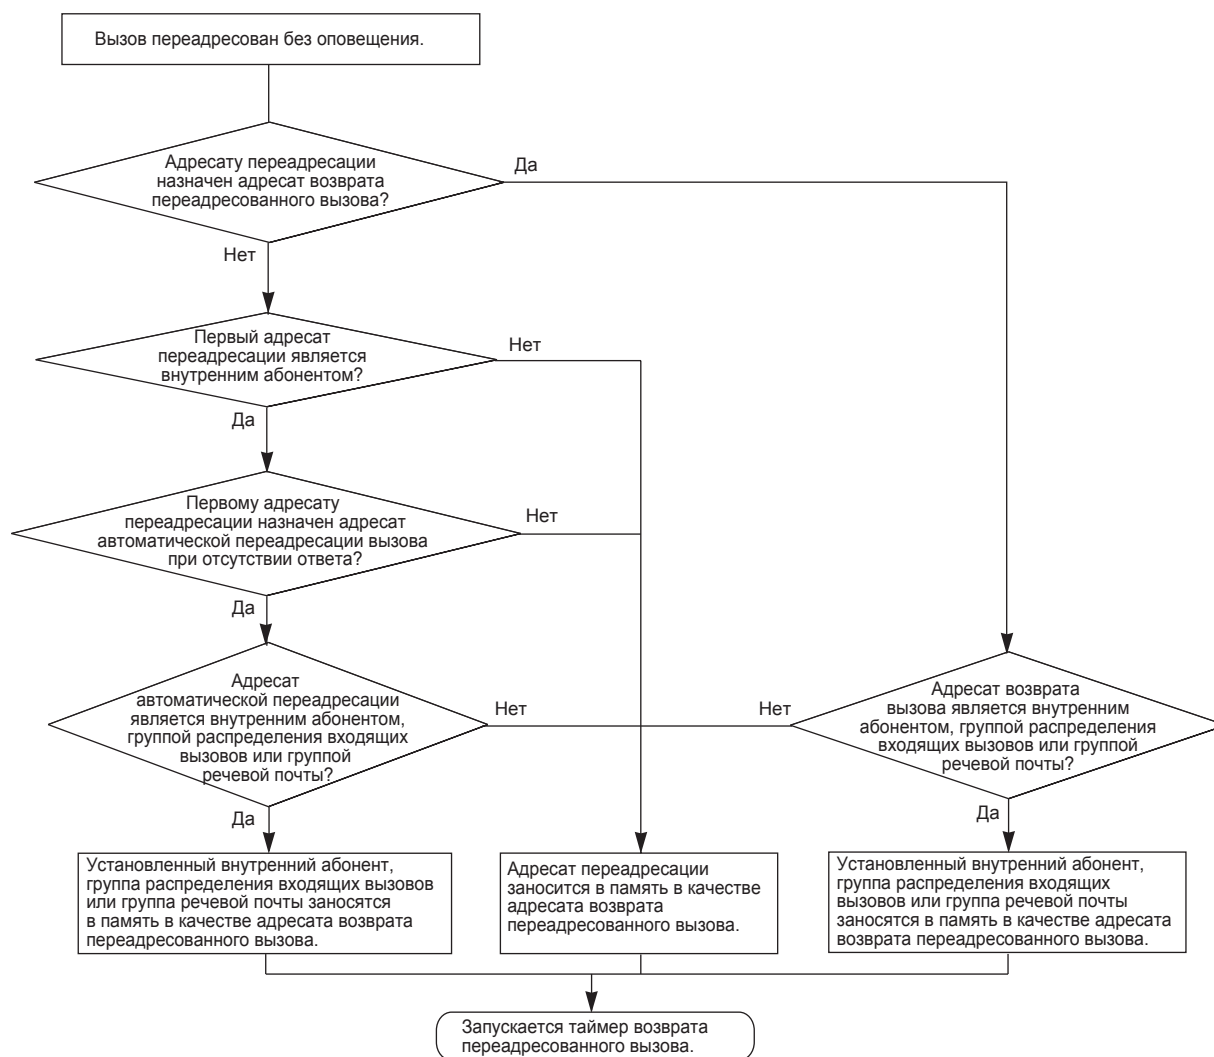 Вызов переадресован без оповещения.
Адресату переадресации
назначен адресат возврата
переадресованного вызова?
Да
Нет
Первый адресат
переадресации является
внутренним абонентом?
Нет
Да
Первому адресату
переадресации назначен адресат
автоматической переадресации вызова
при отсутствии ответа?
Нет
Да
Адресат
автоматической переадресации
является внутренним абонентом,
группой распределения входящих
вызовов или группой
речевой почты?
Нет
Да
Нет
Адресат возврата
вызова является внутренним
абонентом, группой распределения
входящих вызовов или группой
речевой почты?
Да
Установленный внутренний абонент,
группа распределения входящих вызовов
или группа речевой почты заносятся
в память в качестве адресата возврата
переадресованного вызова.
Адресат переадресации
заносится в память в качестве
адресата возврата
переадресованного вызова.
Установленный внутренний абонент,
группа распределения входящих
вызовов или группа речевой почты
заносятся в память в качестве адресата
возврата переадресованного вызова.
Запускается таймер возврата
переадресованного вызова.